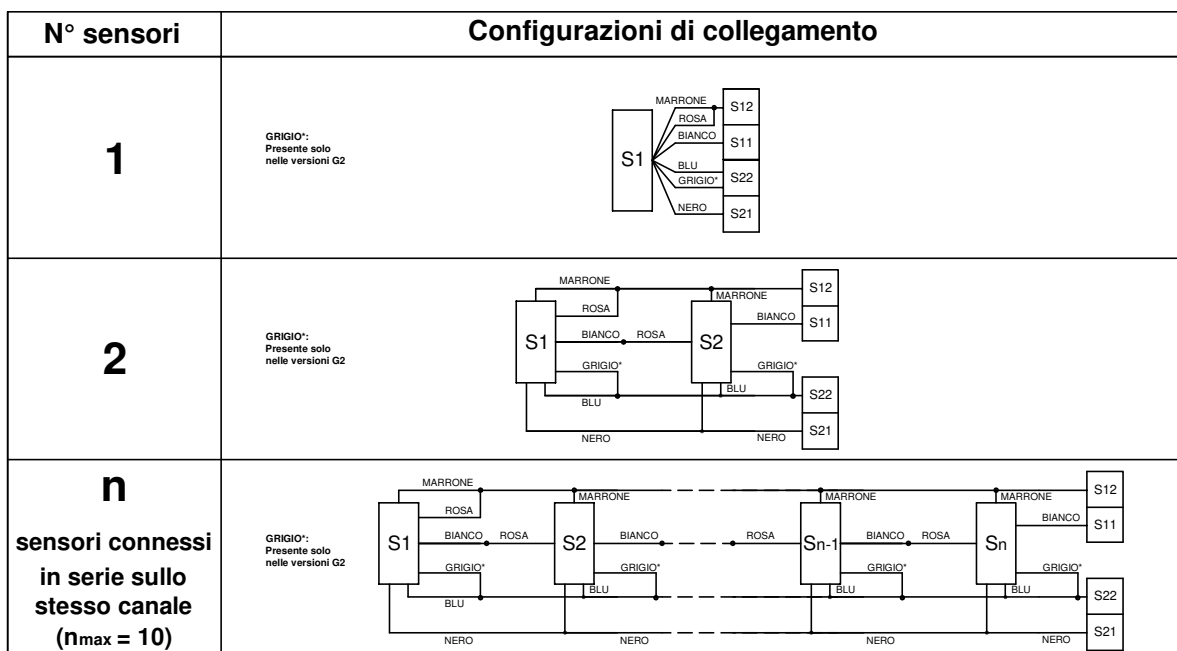 N° sensori
Configurazioni di collegamento
1
GRIGIO*:
Presente solo
nelle versioni G2
S1
MARRONE
ROSA
BIANCO
BLU
GRIGIO*
NERO
S12
S11
S22
S21
2
GRIGIO*:
Presente solo
nelle versioni G2
MARRONE
MARRONE
S12
ROSA
BIANCO
S11
S1
BIANCO
ROSA
S2
GRIGIO*
GRIGIO*
BLU
BLU
S22
NERO
NERO
S21
n
sensori connessi
in serie sullo
stesso canale
(nmax = 10)
GRIGIO*:
Presente solo
nelle versioni G2
MARRONE
MARRONE
MARRONE
MARRONE
S12
ROSA
BIANCO
S11
S1
BIANCO
ROSA
S2
BIANCO
ROSA
Sn-1
BIANCO
ROSA
Sn
GRIGIO*
GRIGIO*
GRIGIO*
GRIGIO*
BLU
BLU
BLU
BLU
S22
NERO
NERO
NERO
NERO
S21